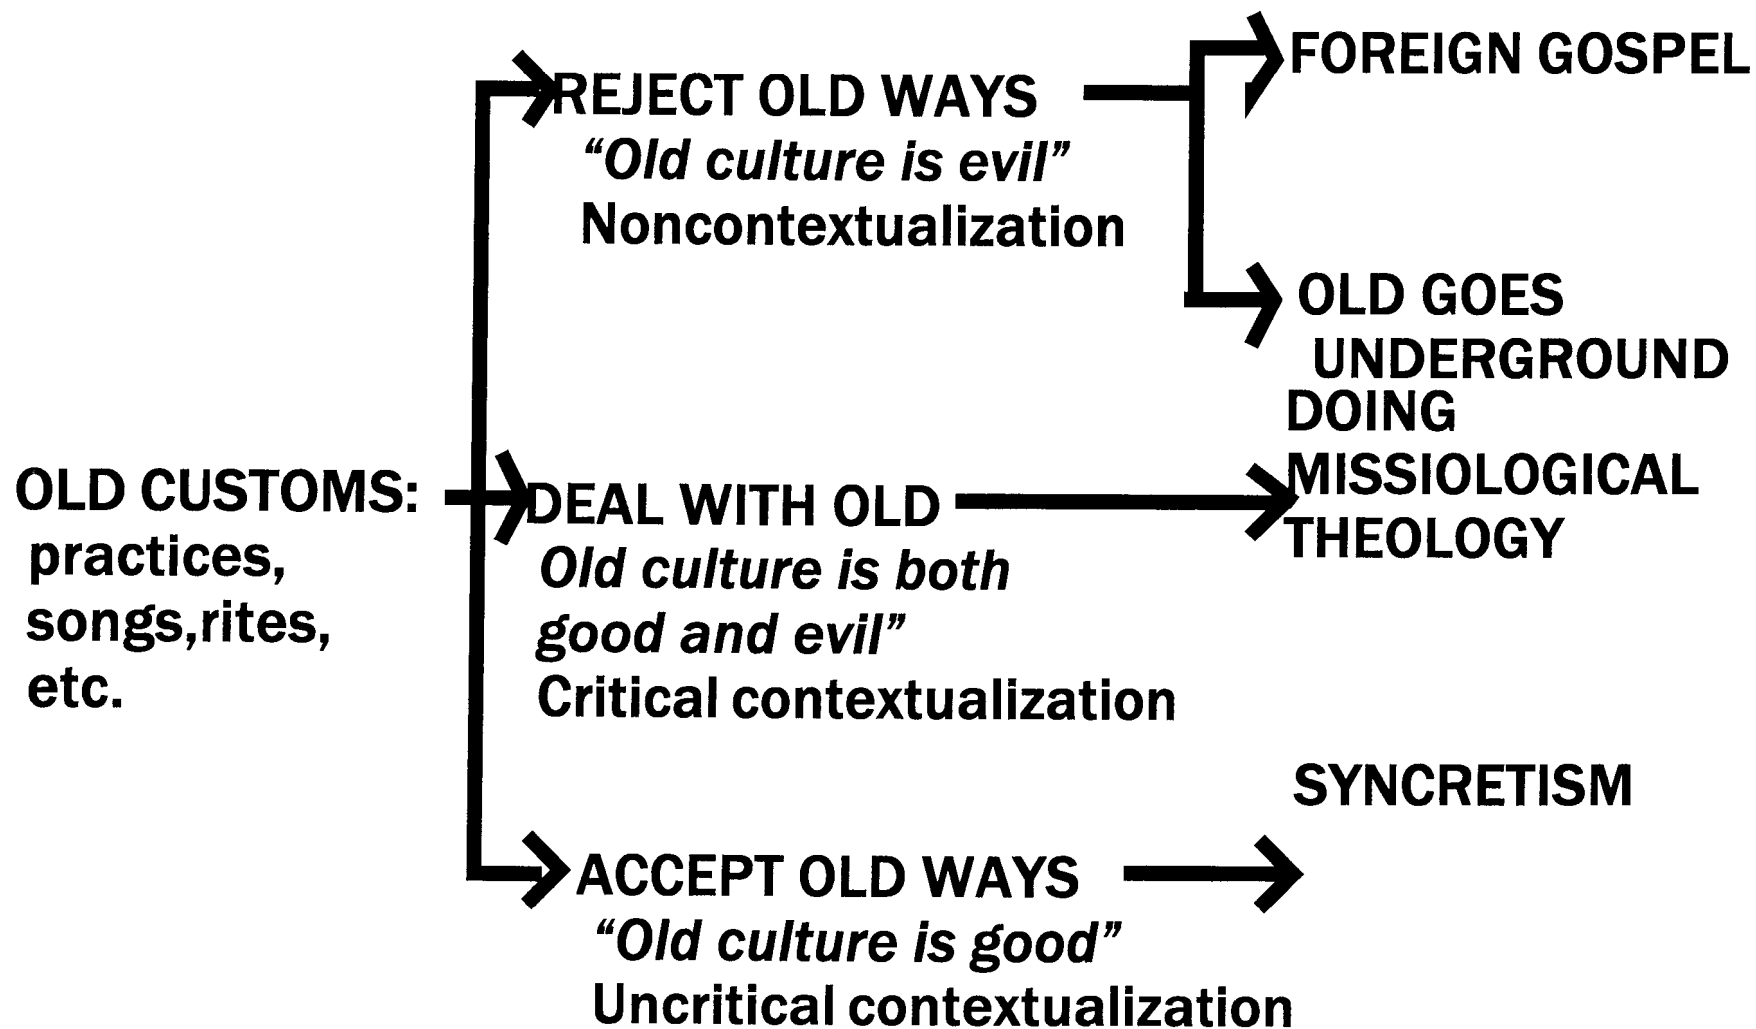 OLD CUSTOMS:
practices,
songs,rites,
etc.
REJECT OLD WAYS
“Old culture is evil”
Noncontextualization
FOREIGN GOSPEL
OLD GOES
UNDERGROUND
DEAL WITH OLD
Old culture is both
good and evil”
Critical contextualization
DOING
MISSIOLOGICAL
THEOLOGY
ACCEPT OLD WAYS
“Old culture is good”
Uncritical contextualization
SYNCRETISM